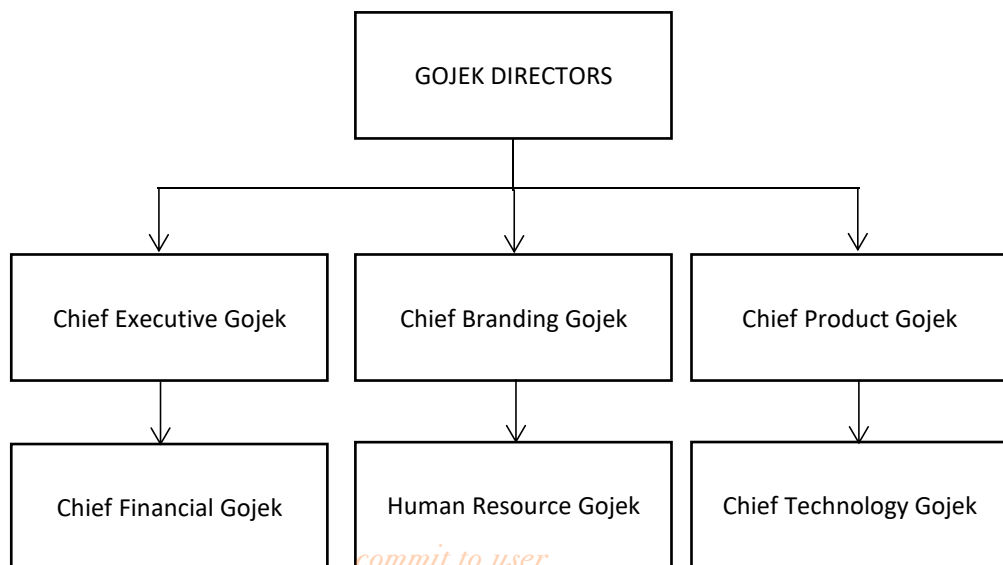 GOJEK DIRECTORS
Chief Executive Gojek
Chief Branding Gojek
Chief Product Gojek
Chief Financial Gojek
Human Resource Gojek
Chief Technology Gojek
commit to user